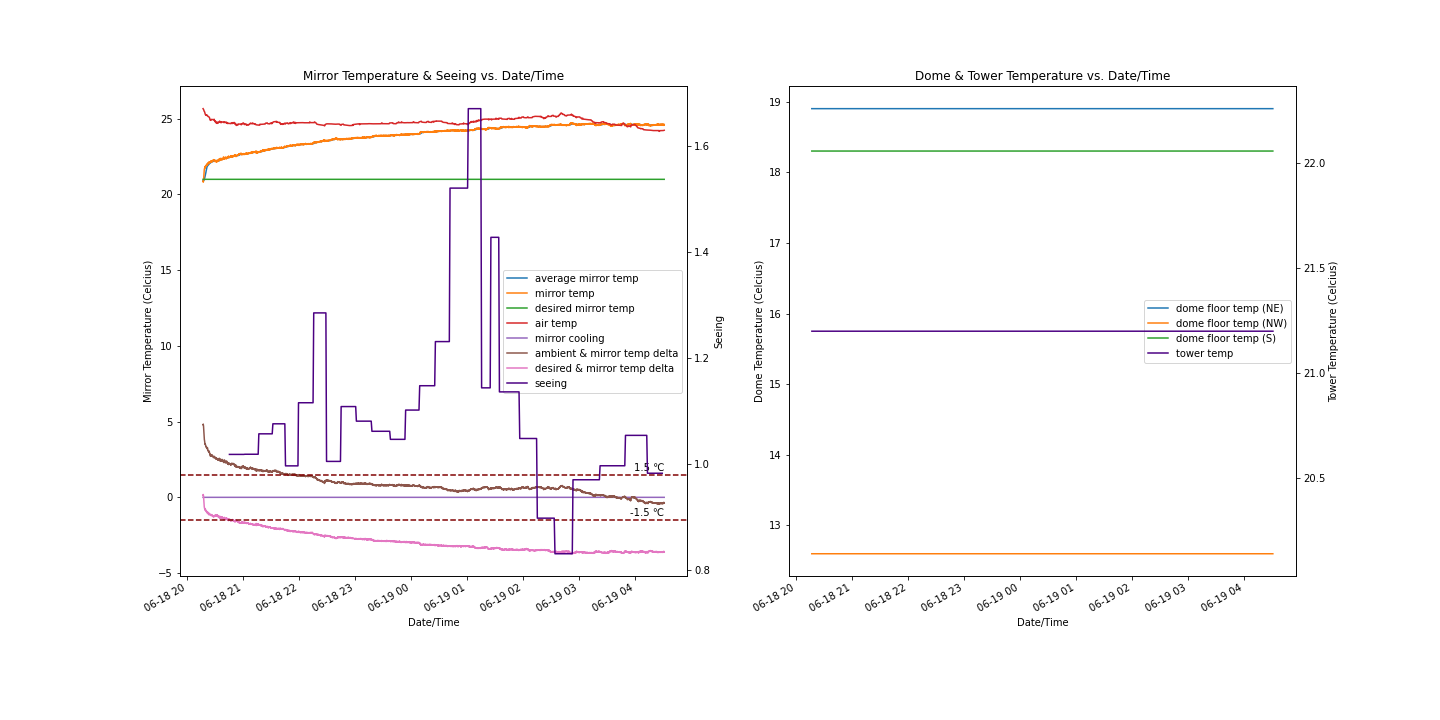 Mirror Temperature & Seeing vs. Date/Time
Mirror Temperature (Celcius)
25
20
15
10
5
0
−5
1.6
1.4
1.2
1.0
0.8
Seeing
average mirror temp
mirror temp
desired mirror temp
air temp
mirror cooling
ambient & mirror temp delta
desired & mirror temp delta
seeing
1.5 °C
-1.5 °C
06-18 20
06-18 21
06-18 22
06-18 23
06-19 00
06-19 01
06-19 02
06-19 03
06-19 04
Date/Time
Dome & Tower Temperature vs. Date/Time
Dome Temperature (Celcius)
19
18
17
16
15
14
13
22.0
21.5
21.0
20.5
Tower Temperature (Celcius)
dome floor temp (NE)
dome floor temp (NW)
dome floor temp (S)
tower temp
06-18 20
06-18 21
06-18 22
06-18 23
06-19 00
06-19 01
06-19 02
06-19 03
06-19 04
Date/Time